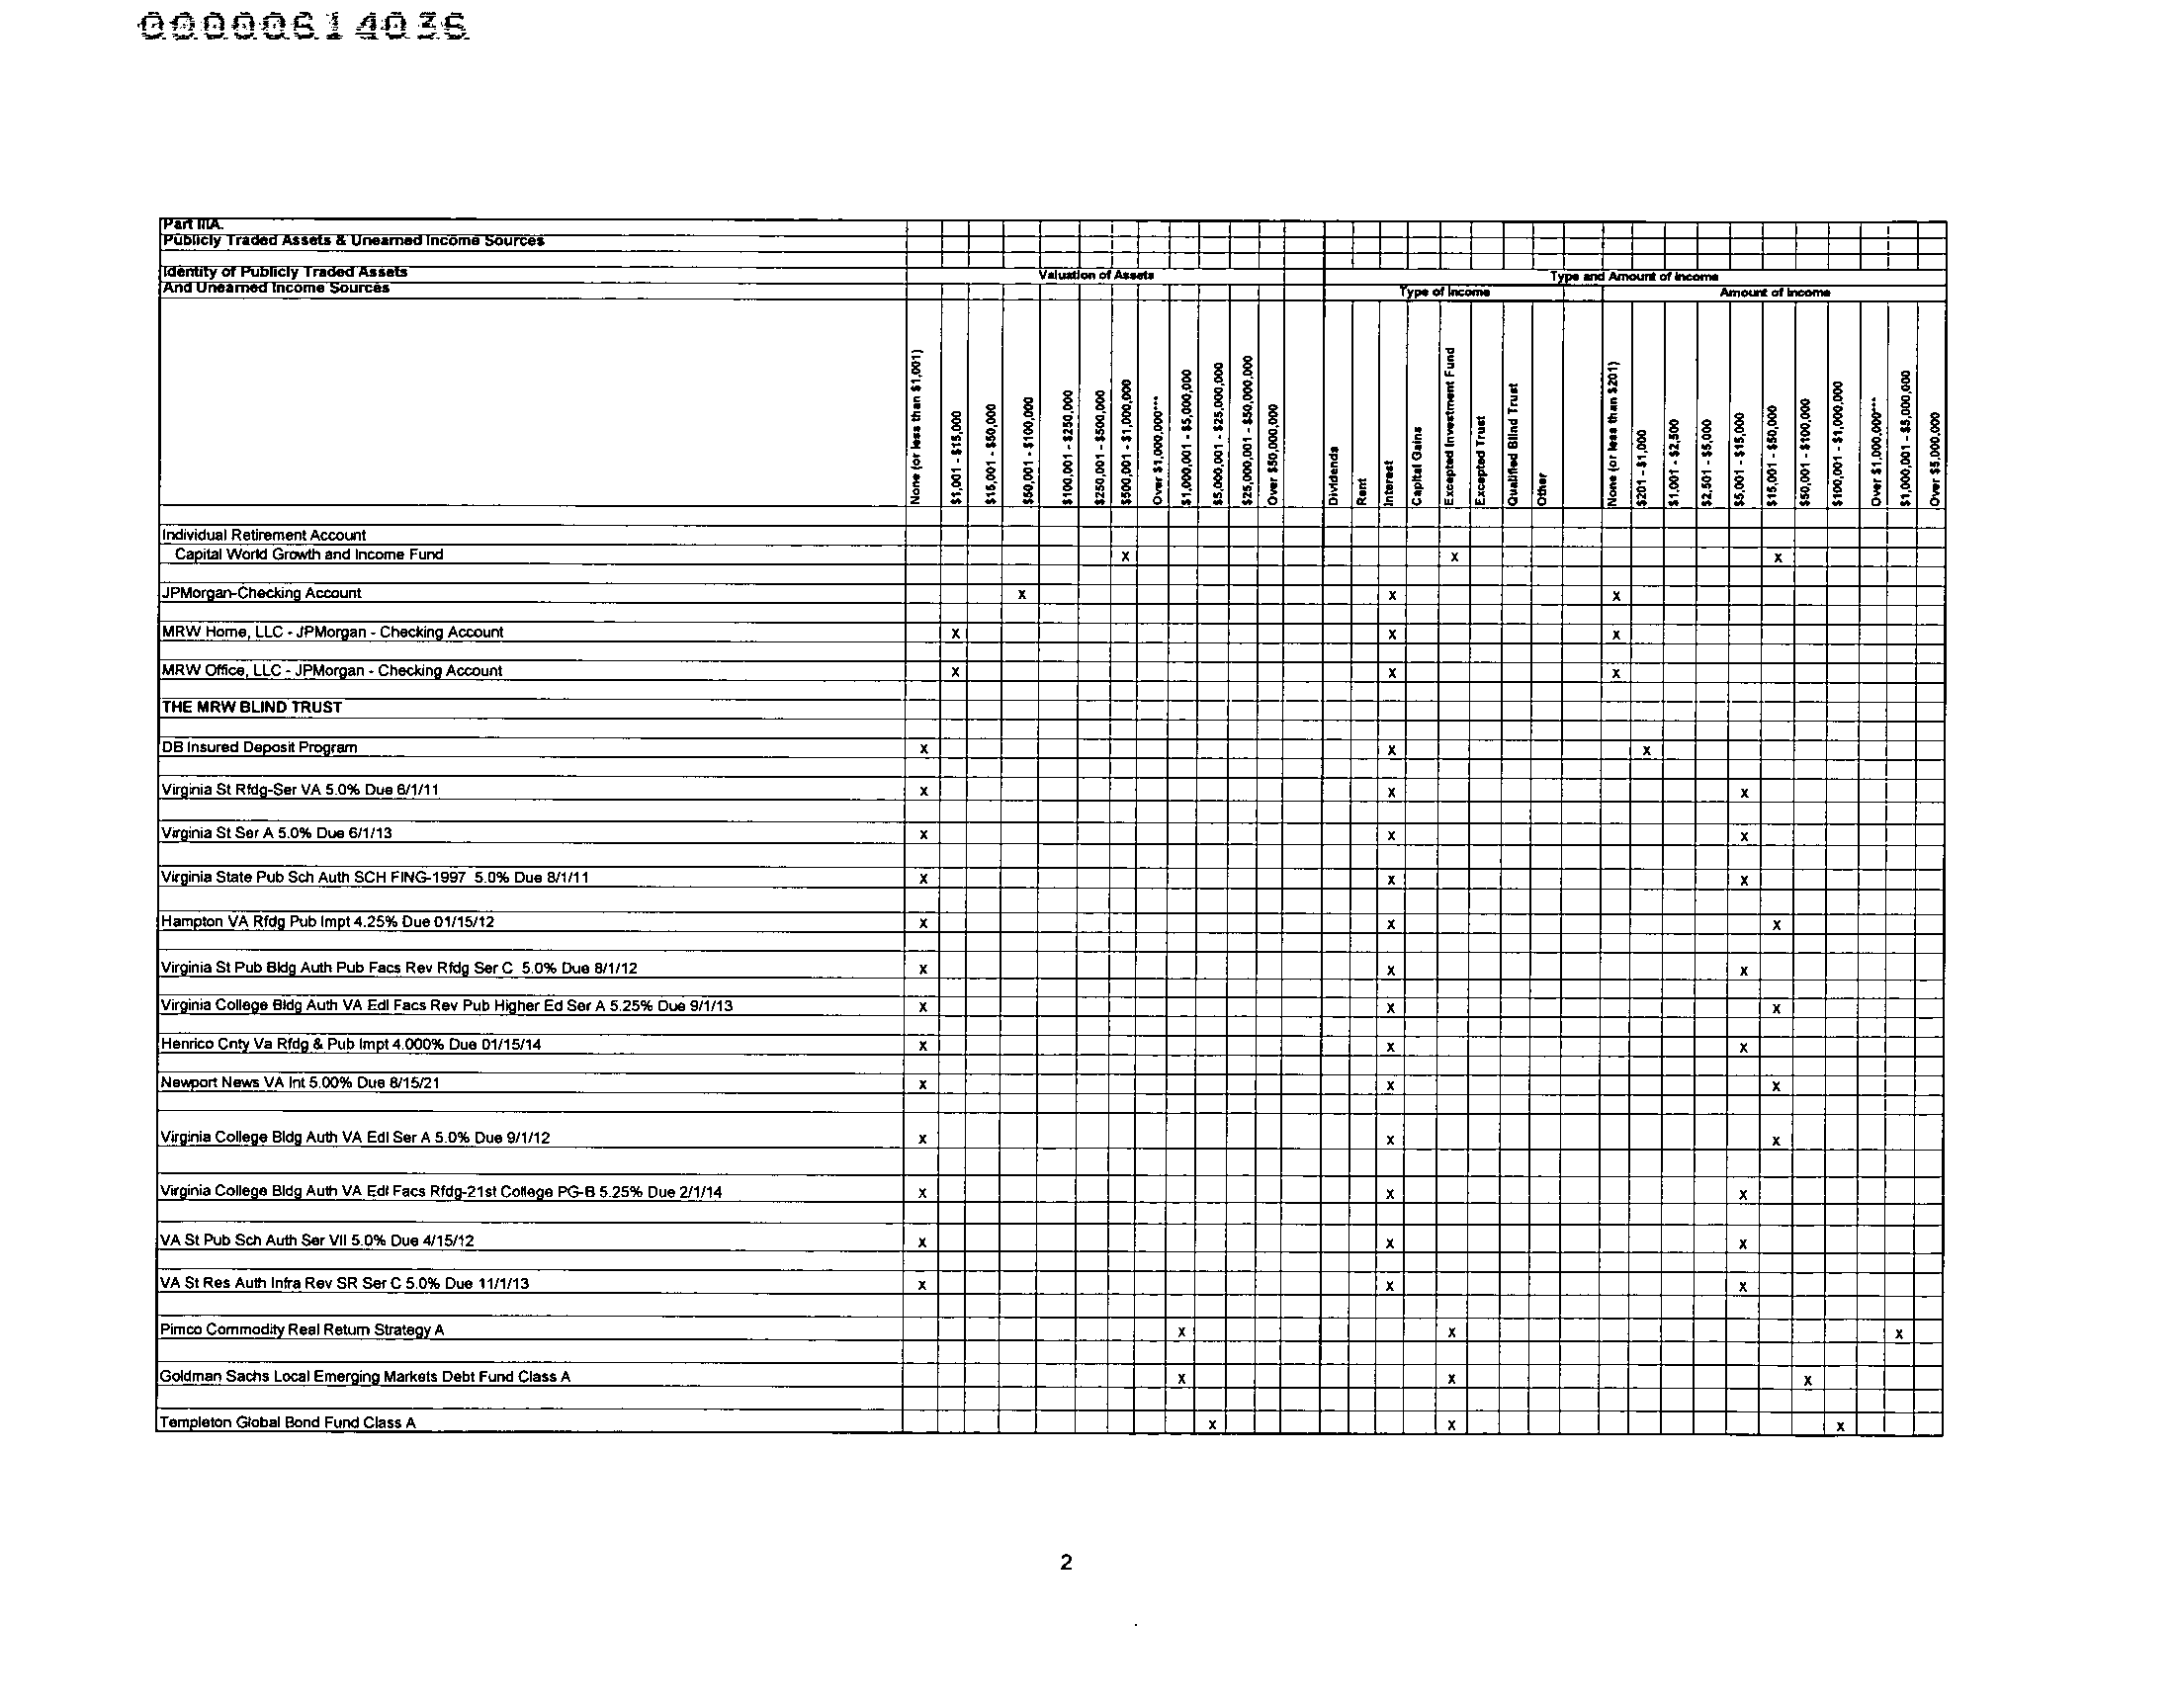 00000614036
Part IIIA.
Publicly Traded Assets & Unearned Income Sources
Identity of Publicly Traded Assets
And Unearned Income Sources
Valuation of Assets
Type and Amount of Income
Type of Income
Amount of Income
None (or less than $1,001)
$1,001 - $15,000
$15,001 - $50,000
$50,001 - $100,000
$100,001 - $250,000
$250,001 - $500,000
$500,001 - $1,000,000
Over $1,000,000***
$1,000,001 - $5,000,000
$5,000,001 - $25,000,000
$25,000,001 - $50,000,000
Over $50,000,000
Dividends
Rent
Interest
Capital Gains
Excepted Investment Fund
Excepted Trust
Qualified Blind Trust
Other
None (or less than $201)
$201 - $1,000
$1,001 - $2,500
$2,501 - $5,000
$5,001 - $15,000
$15,001 - $50,000
$50,001 - $100,000
$100,001 - $1,000,000
Over $1,000,000***
$1,000,001 - $5,000,000
Over $5,000,000
Individual Retirement Account
Capital World Growth and Income Fund x x x
JPMorgan-Checking Account x x x
MRW Home, LLC - JPMorgan - Checking Account x x x
MRW Office, LLC - JPMorgan - Checking Account x x x
THE MRW BLIND TRUST
DB Insured Deposit Program x x x
Virginia St Rfdg-Ser VA 5.0% Due 6/1/11 x x x
Virginia St Ser A 5.0% Due 6/1/13 x x x
Virginia State Pub Sch Auth SCH FING-1997 5.0% Due 8/1/11 x x x
Hampton VA Rfdg Pub Impt 4.25% Due 01/15/12 x x x
Virginia St Pub Bldg Auth Pub Facs Rev Rfdg Ser C 5.0% Due 8/1/12 x x x
Virginia College Bldg Auth VA Edl Facs Rev Pub Higher Ed Ser A 5.25% Due 9/1/13 x x x
Henrico Cnty Va Rfdg & Pub Impt 4.000% Due 01/15/14 x x x
Newport News VA Int 5.00% Due 8/15/21 x x x
Virginia College Bldg Auth VA Edl Ser A 5.0% Due 9/1/12 x x x
Virginia College Bldg Auth VA Edl Facs Rfdg-21st College PG-B 5.25% Due 2/1/14 x x x
VA St Pub Sch Auth Ser VII 5.0% Due 4/15/12 x x x
VA St Res Auth Infra Rev SR Ser C 5.0% Due 11/1/13 x x x
Pimco Commodity Real Return Strategy A x x x
Goldman Sachs Local Emerging Markets Debt Fund Class A x x x
Templeton Global Bond Fund Class A x x x
2